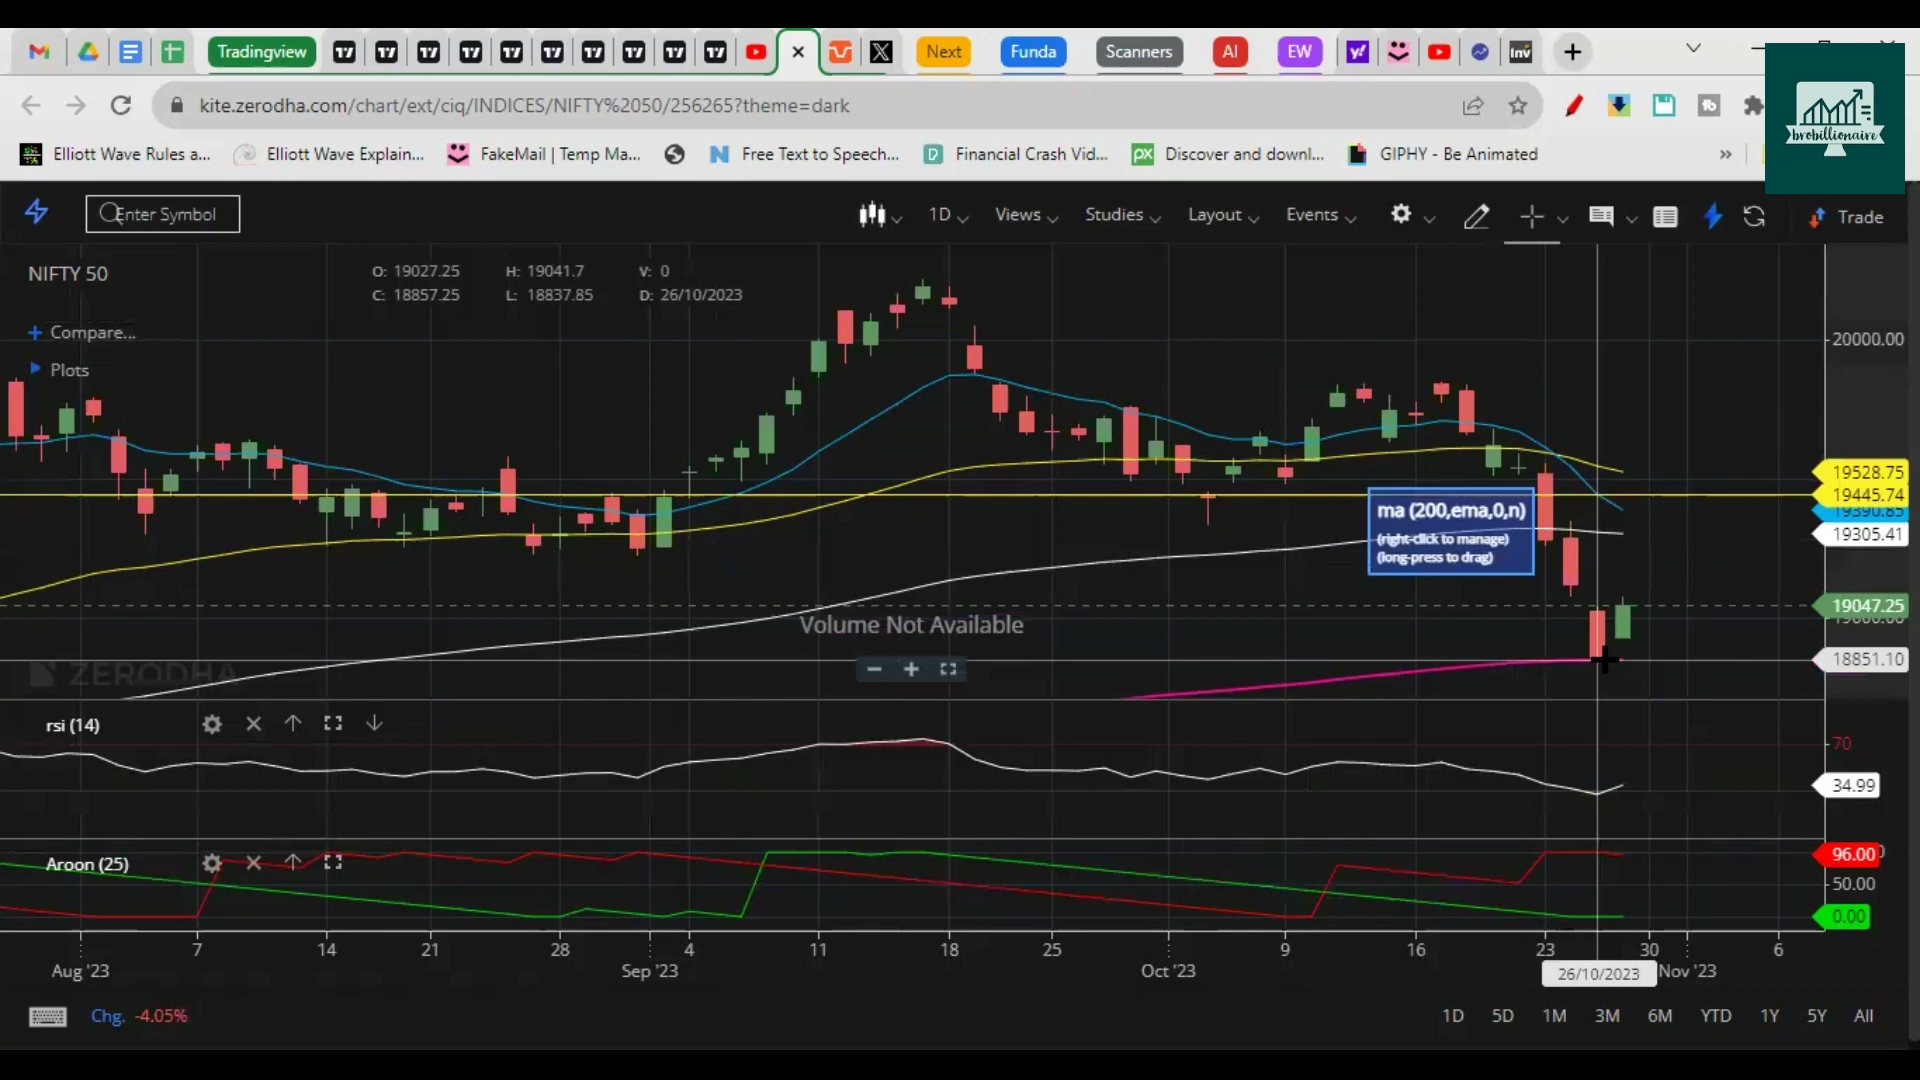 Tradingview
Next
Funda
Scanners
AI
EW
Inv
kite.zerodha.com/chart/ext/ciq/INDICES/NIFTY%2050/256265?theme=dark
brobillionaire
Elliott Wave Rules a...
Elliott Wave Explain...
FakeMail | Temp Ma...
Free Text to Speech...
Financial Crash Vid...
Discover and downl...
GIPHY - Be Animated
»
Enter Symbol
1D
Views
Studies
Layout
Events
Trade
NIFTY 50
O: 19027.25 H: 19041.7 V: 0
C: 18857.25 L: 18837.85 D: 26/10/2023
+ Compare...
Plots
20000.00
19528.75
19445.74
19390.85
19305.41
ma (200,ema,0,n)
(right-click to manage)
(long-press to drag)
19047.25
Volume Not Available
ZERODHA
18851.10
rsi (14)
70
34.99
Aroon (25)
96.00
50.00
0.00
7 14 21 28 4 11 18 25 9 16 23 30 6
Aug '23 Sep '23 Oct '23 26/10/2023 Nov '23
Chg. -4.05%
1D 5D 1M 3M 6M YTD 1Y 5Y All